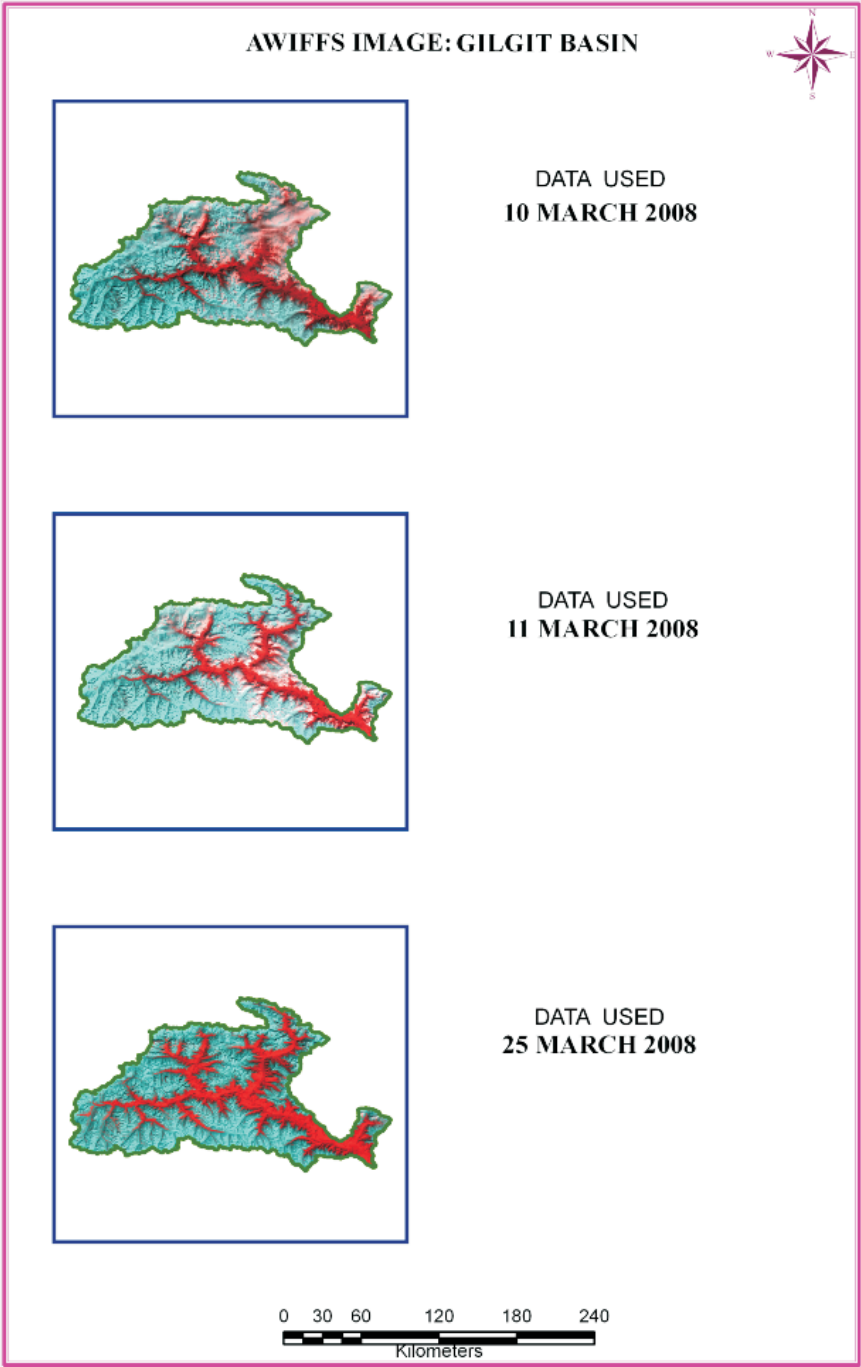 AWIFFS IMAGE: GILGIT BASIN
N
W E
S
DATA USED
10 MARCH 2008
DATA USED
11 MARCH 2008
DATA USED
25 MARCH 2008
0 30 60 120 180 240
Kilometers